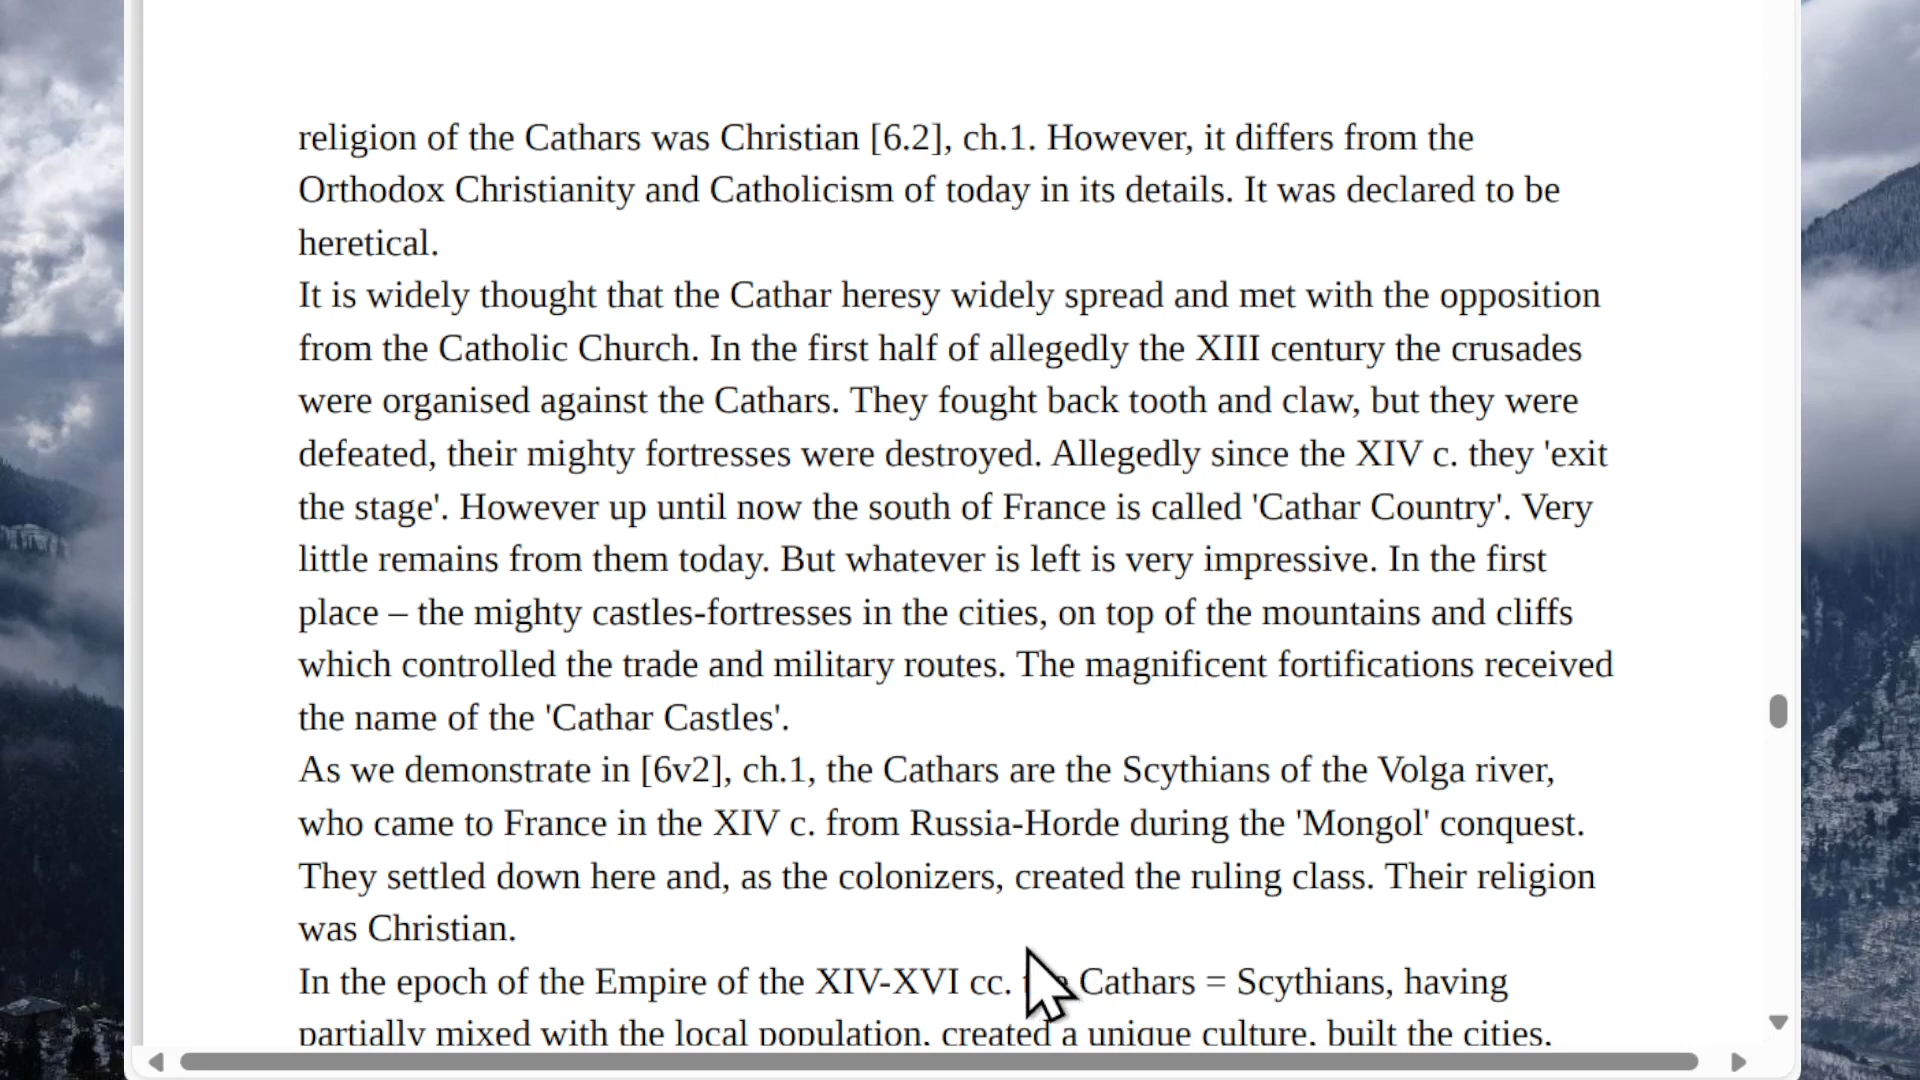 religion of the Cathars was Christian [6.2], ch.1. However, it differs from the
Orthodox Christianity and Catholicism of today in its details. It was declared to be
heretical.
It is widely thought that the Cathar heresy widely spread and met with the opposition
from the Catholic Church. In the first half of allegedly the XIII century the crusades
were organised against the Cathars. They fought back tooth and claw, but they were
defeated, their mighty fortresses were destroyed. Allegedly since the XIV c. they 'exit
the stage'. However up until now the south of France is called 'Cathar Country'. Very
little remains from them today. But whatever is left is very impressive. In the first
place – the mighty castles-fortresses in the cities, on top of the mountains and cliffs
which controlled the trade and military routes. The magnificent fortifications received
the name of the 'Cathar Castles'.
As we demonstrate in [6v2], ch.1, the Cathars are the Scythians of the Volga river,
who came to France in the XIV c. from Russia-Horde during the 'Mongol' conquest.
They settled down here and, as the colonizers, created the ruling class. Their religion
was Christian.
In the epoch of the Empire of the XIV-XVI cc. Cathars = Scythians, having
partially mixed with the local population, created a unique culture, built the cities,